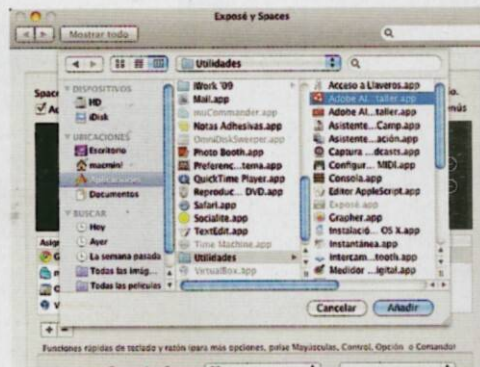 Exposé y Spaces
Mostrar todo
Utilidades
DISPOSITIVOS
HD
iDisk
UBICACIONES
Escritorio
macmini
Aplicaciones
Documentos
BUSCAR
Hoy
Ayer
La semana pasada
Todas las imág...
Todas las películas
iWork '09
Mail.app
muCommander.app
Notas Adhesivas.app
OmniDiskSweeper.app
Photo Booth.app
Preferenc...tema.app
QuickTime Player.app
Reproduc... DVD.app
Safari.app
Socialite.app
TextEdit.app
Time Machine.app
Utilidades
VirtualBox.app
Acceso a Llaveros.app
Adobe AI...taller.app
Adobe AI...taller.app
Asistente ...Camp.app
Asistente...ación.app
Captura ...dcasts.app
Configur... MIDI.app
Consola.app
Editor AppleScript.app
Exposé.app
Grapher.app
Instalació... OS X.app
Instantánea.app
Intercam...tooth.app
Medidor ...igital.app
Cancelar
Añadir
Funciones rápidas de teclado y ratón (para más opciones, pulse Mayúsculas, Control, Opción o Comando)